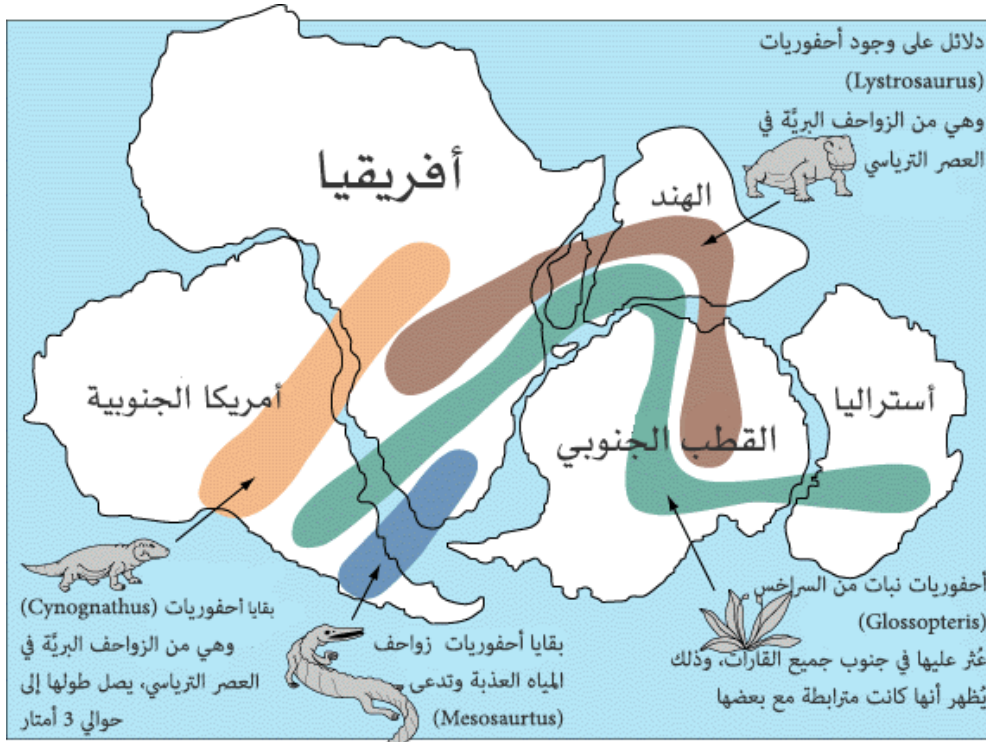 دلائل على وجود أحفوريات
(Lystrosaurus)
وهي من الزواحف البريَّة في
العصر الترياسي
أفريقيا
الهند
أمريكا الجنوبية
القطب الجنوبي
أستراليا
بقايا أحفوريات (Cynognathus)
وهي من الزواحف البريَّة في
العصر الترياسي، يصل طولها إلى
حوالي 3 أمتار
بقايا أحفوريات زواحف
المياه العذبة وتدعى
(Mesosaurtus)
أحفوريات نبات من السراخس
(Glossopteris)
عُثر عليها في جنوب جميع القارات، وذلك
يُظهر أنها كانت مترابطة مع بعضها